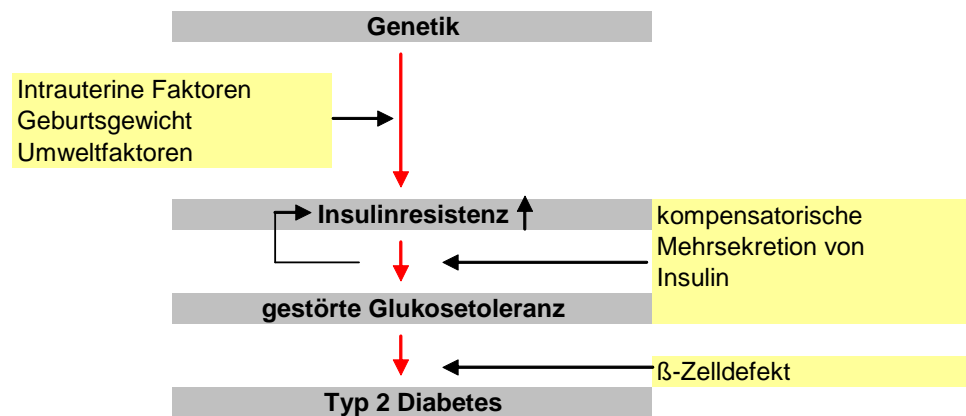 Genetik
Intrauterine Faktoren
Geburtsgewicht
Umweltfaktoren
Insulinresistenz
kompensatorische
Mehrsekretion von
Insulin
gestörte Glukosetoleranz
ß-Zelldefekt
Typ 2 Diabetes